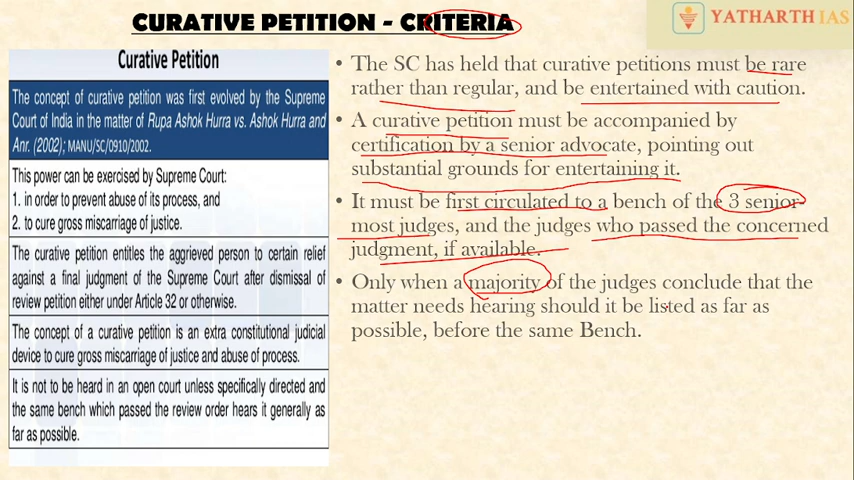 CURATIVE PETITION - CRITERIA
YATHARTH IAS
Curative Petition
The concept of curative petition was first evolved by the Supreme
Court of India in the matter of Rupa Ashok Hurra vs. Ashok Hurra and
Anr. (2002); MANU/SC/0910/2002.
This power can be exercised by Supreme Court:
1. in order to prevent abuse of its process, and
2. to cure gross miscarriage of justice.
The curative petition entitles the aggrieved person to certain relief
against a final judgment of the Supreme Court after dismissal of
review petition either under Article 32 or otherwise.
The concept of a curative petition is an extra constitutional judicial
device to cure gross miscarriage of justice and abuse of process.
It is not to be heard in an open court unless specifically directed and
the same bench which passed the review order hears it generally as
far as possible.
• The SC has held that curative petitions must be rare
rather than regular, and be entertained with caution.
• A curative petition must be accompanied by
certification by a senior advocate, pointing out
substantial grounds for entertaining it.
• It must be first circulated to a bench of the 3 senior-
most judges, and the judges who passed the concerned
judgment, if available.
• Only when a majority of the judges conclude that the
matter needs hearing should it be listed as far as
possible, before the same Bench.